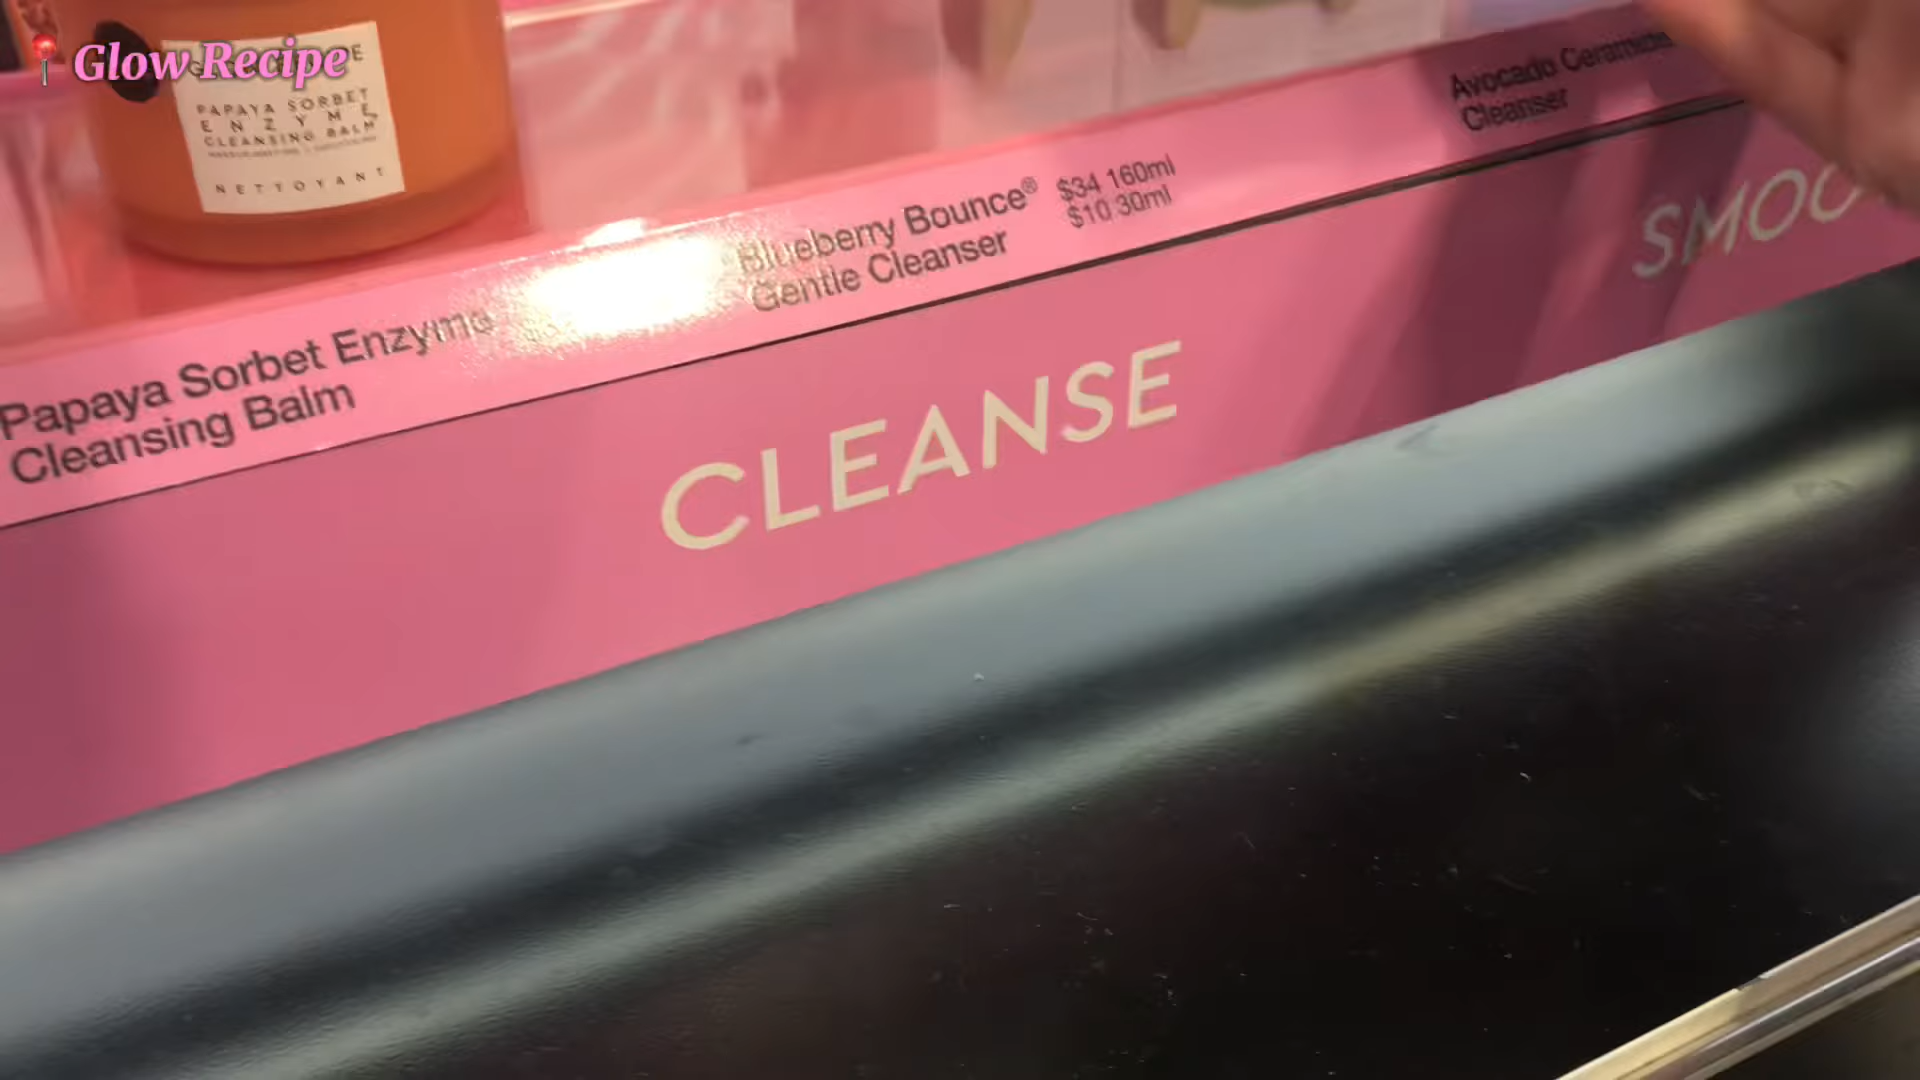 📍 Glow Recipe
PAPAYA SORBET
ENZYME
CLEANSING BALM
NETTOYANT
Papaya Sorbet Enzyme
Cleansing Balm
Blueberry Bounce®
Gentle Cleanser
$34 160ml
$10 30ml
Avocado Ceramide
Cleanser
CLEANSE
SMOO